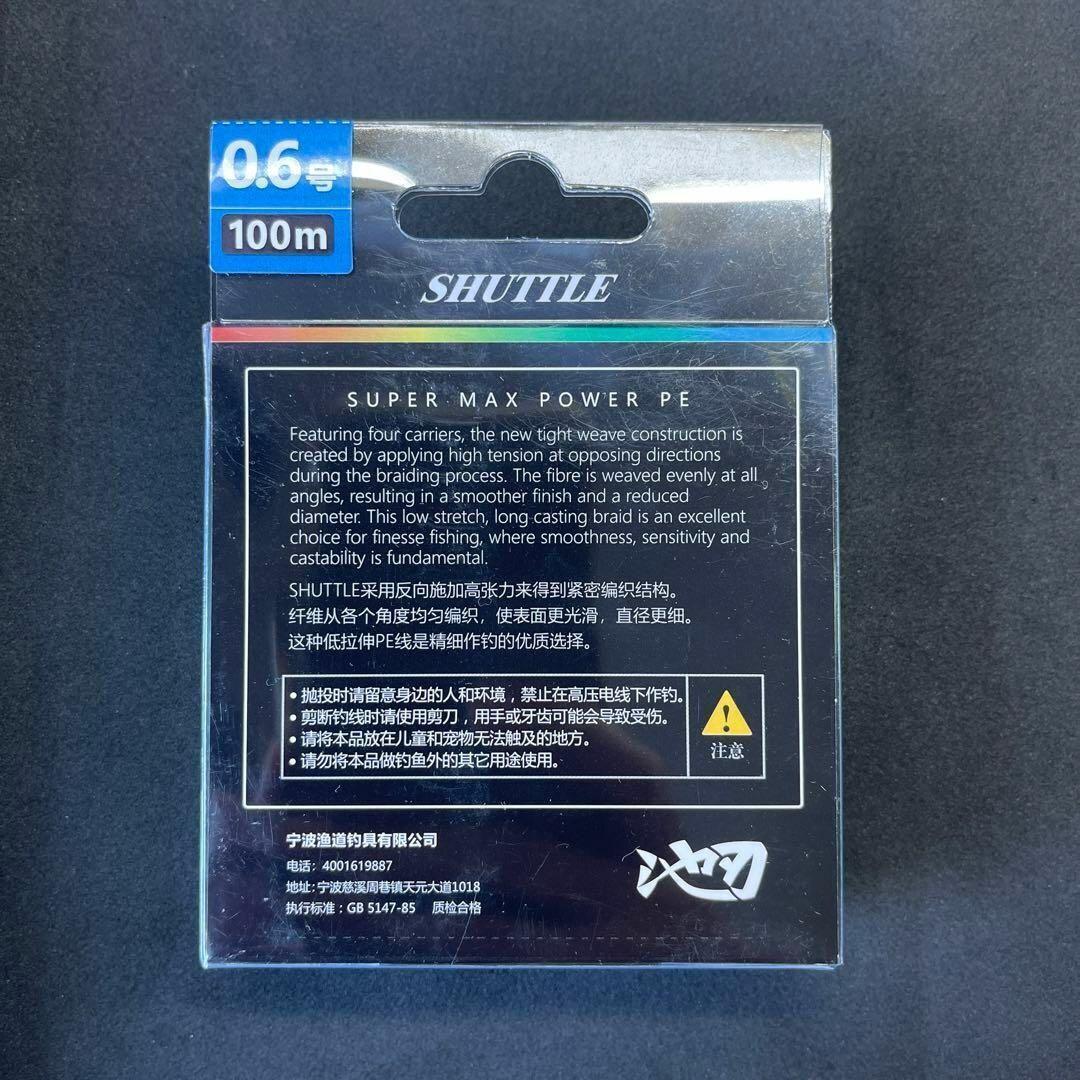 0.6号
100m
SHUTTLE
SUPER MAX POWER PE
Featuring four carriers, the new tight weave construction is
created by applying high tension at opposing directions
during the braiding process. The fibre is weaved evenly at all
angles, resulting in a smoother finish and a reduced
diameter. This low stretch, long casting braid is an excellent
choice for finesse fishing, where smoothness, sensitivity and
castability is fundamental.
SHUTTLE采用反向施加高张力来得到紧密编织结构。
纤维从各个角度均匀编织，使表面更光滑，直径更细。
这种低拉伸PE线是精细作钓的优质选择。
• 抛投时请留意身边的人和环境，禁止在高压电线下作钓。
• 剪断钓线时请使用剪刀，用手或牙齿可能会导致受伤。
• 请将本品放在儿童和宠物无法触及的地方。
• 请勿将本品做钓鱼外的其它用途使用。
注意
宁波渔道钓具有限公司
电话：4001619887
地址：宁波慈溪周巷镇天元大道1018
执行标准：GB 5147-85 质检合格
池刃